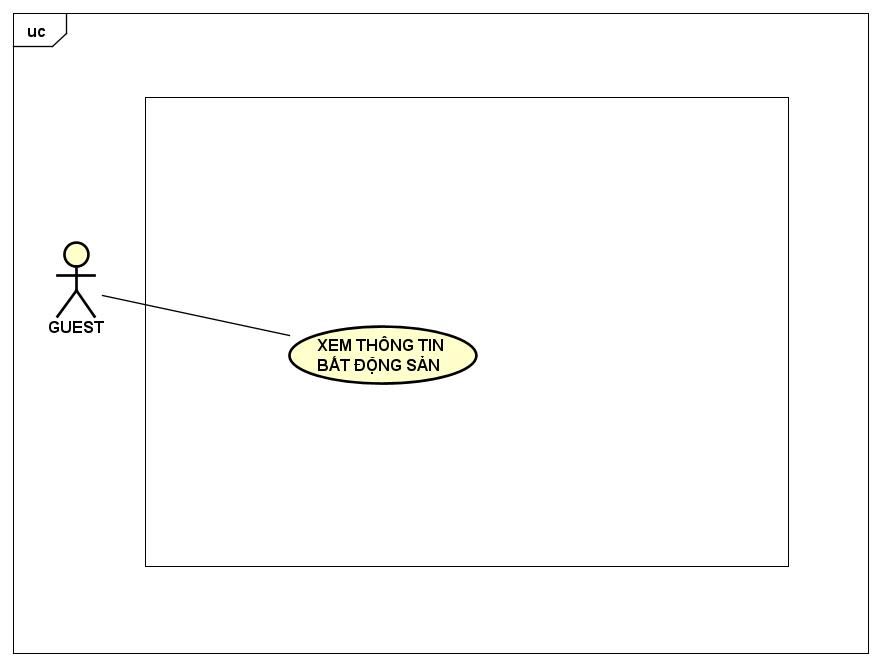 uc
GUEST
XEM THÔNG TIN
BẤT ĐỘNG SẢN